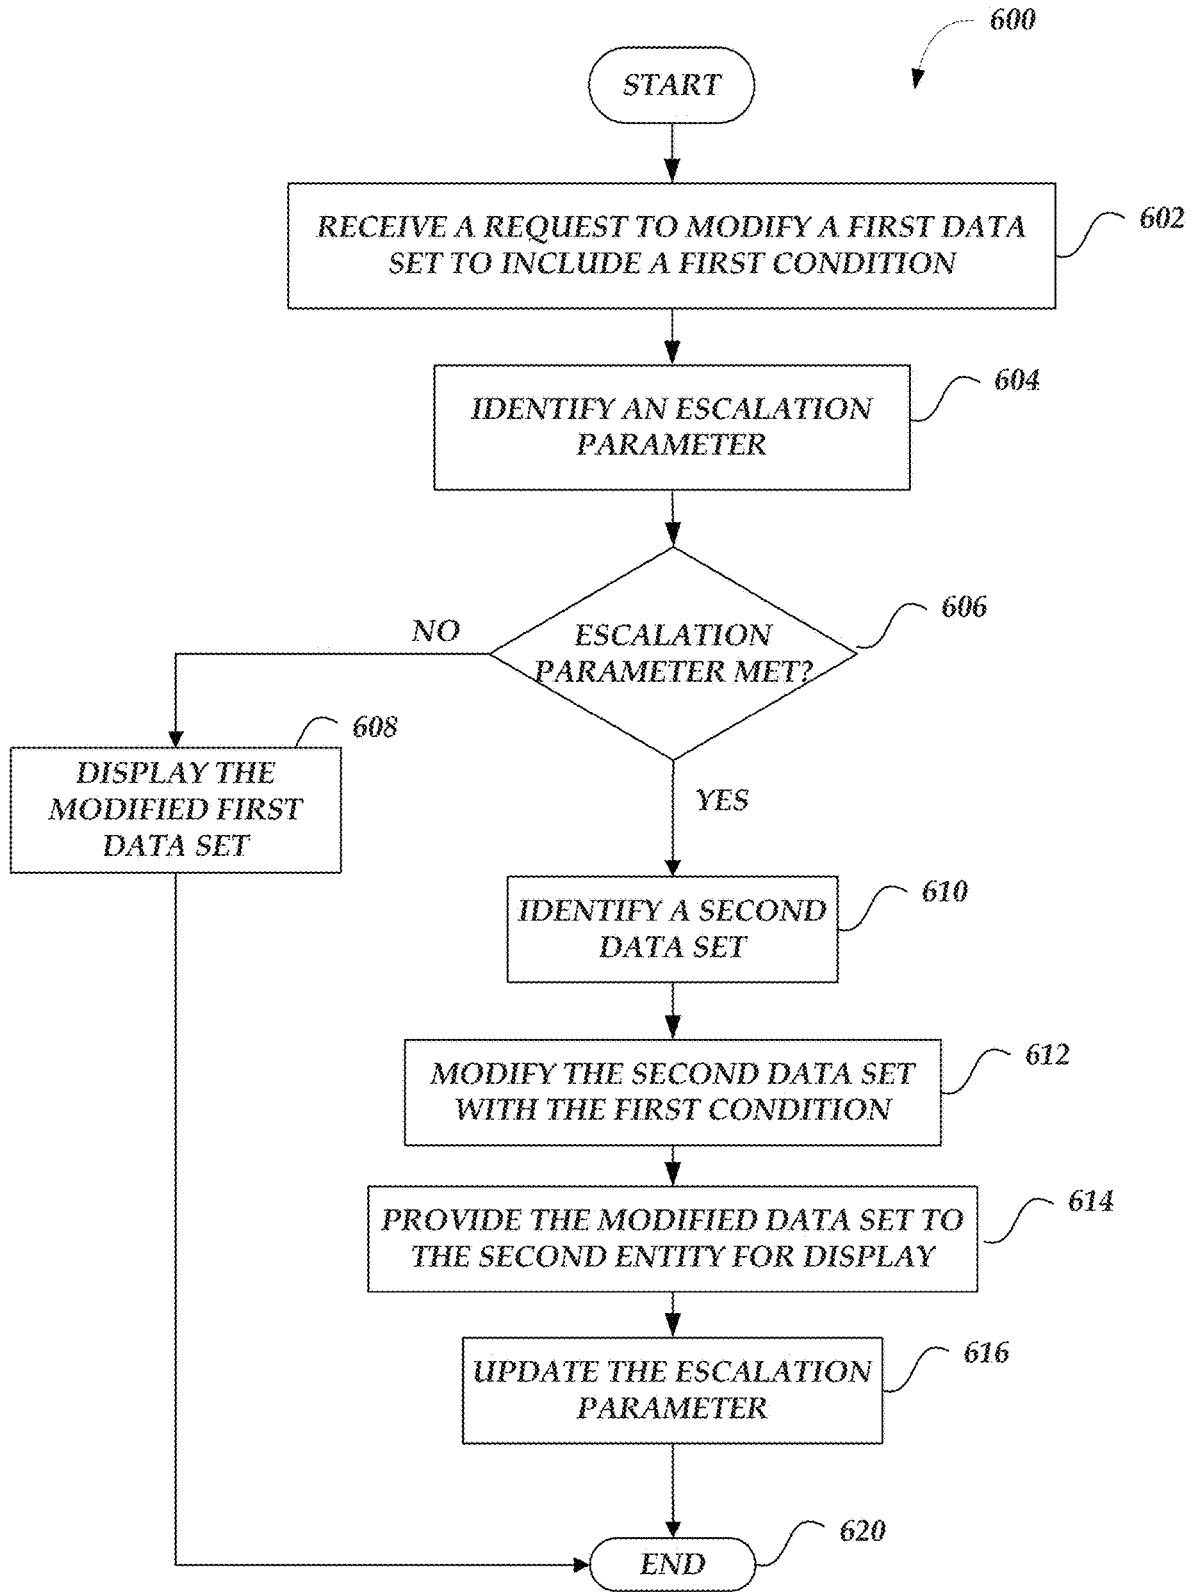 600
START
RECEIVE A REQUEST TO MODIFY A FIRST DATA
SET TO INCLUDE A FIRST CONDITION
602
IDENTIFY AN ESCALATION
PARAMETER
604
ESCALATION
PARAMETER MET?
606
NO
608
DISPLAY THE
MODIFIED FIRST
DATA SET
YES
IDENTIFY A SECOND
DATA SET
610
MODIFY THE SECOND DATA SET
WITH THE FIRST CONDITION
612
PROVIDE THE MODIFIED DATA SET TO
THE SECOND ENTITY FOR DISPLAY
614
UPDATE THE ESCALATION
PARAMETER
616
END
620